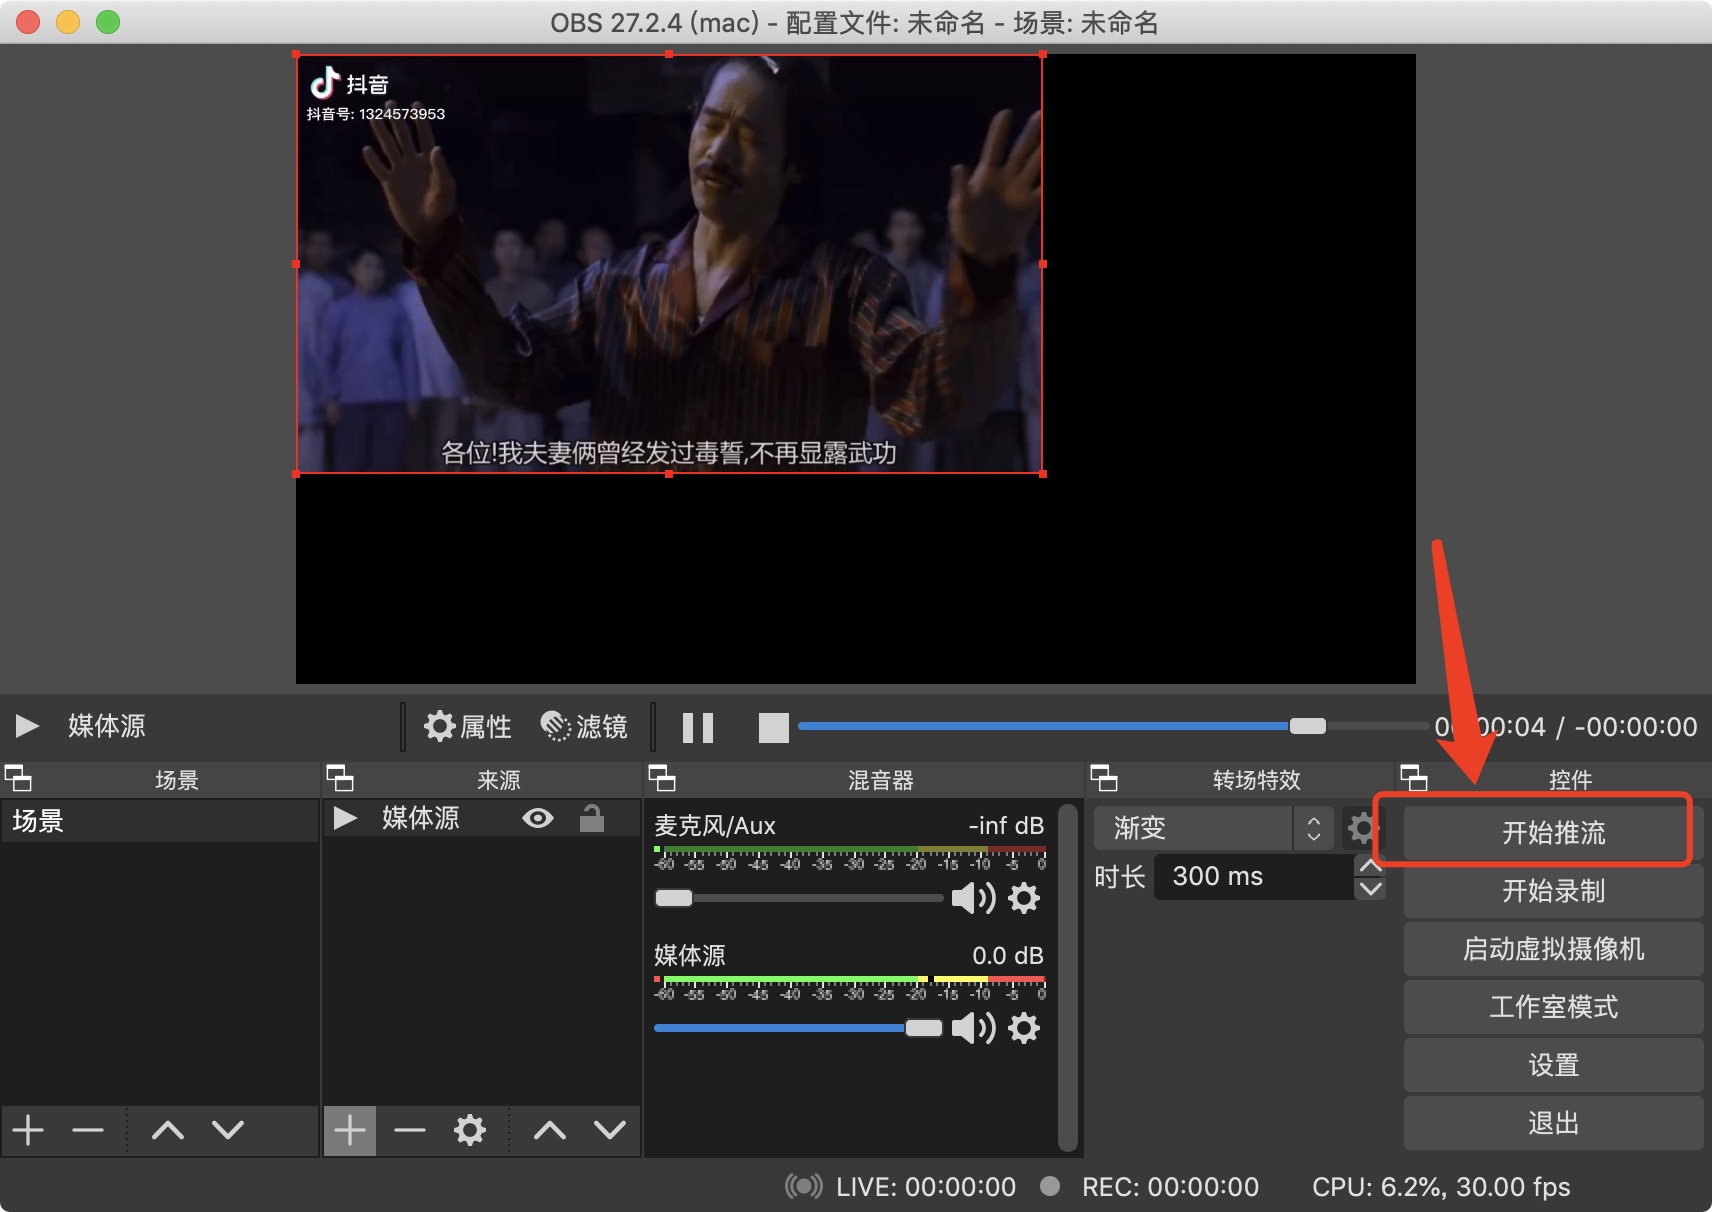 OBS 27.2.4 (mac) - 配置文件: 未命名 - 场景: 未命名
抖音
抖音号: 1324573953
各位!我夫妻俩曾经发过毒誓,不再显露武功
媒体源
属性
滤镜
00:04 / -00:00:00
场景
来源
混音器
转场特效
控件
场景
媒体源
麦克风/Aux
-inf dB
-60 -55 -50 -45 -40 -35 -30 -25 -20 -15 -10 -5 0
媒体源
0.0 dB
-60 -55 -50 -45 -40 -35 -30 -25 -20 -15 -10 -5 0
渐变
时长
300 ms
开始推流
开始录制
启动虚拟摄像机
工作室模式
设置
退出
LIVE: 00:00:00
REC: 00:00:00
CPU: 6.2%, 30.00 fps